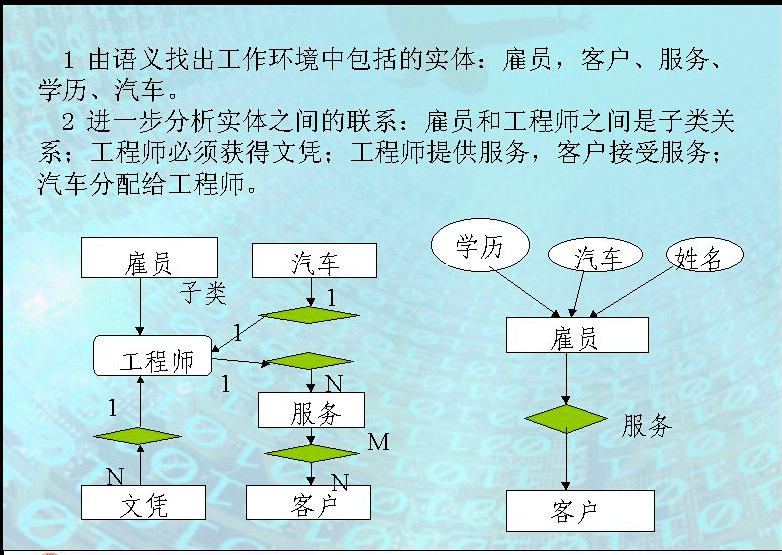 1 由语义找出工作环境中包括的实体：雇员，客户、服务、
学历、汽车。
2 进一步分析实体之间的联系：雇员和工程师之间是子类关
系；工程师必须获得文凭；工程师提供服务，客户接受服务；
汽车分配给工程师。
雇员
汽车
子类
1
1
工程师
1
N
1
服务
M
N
文凭
N
客户
学历
汽车
姓名
雇员
服务
客户